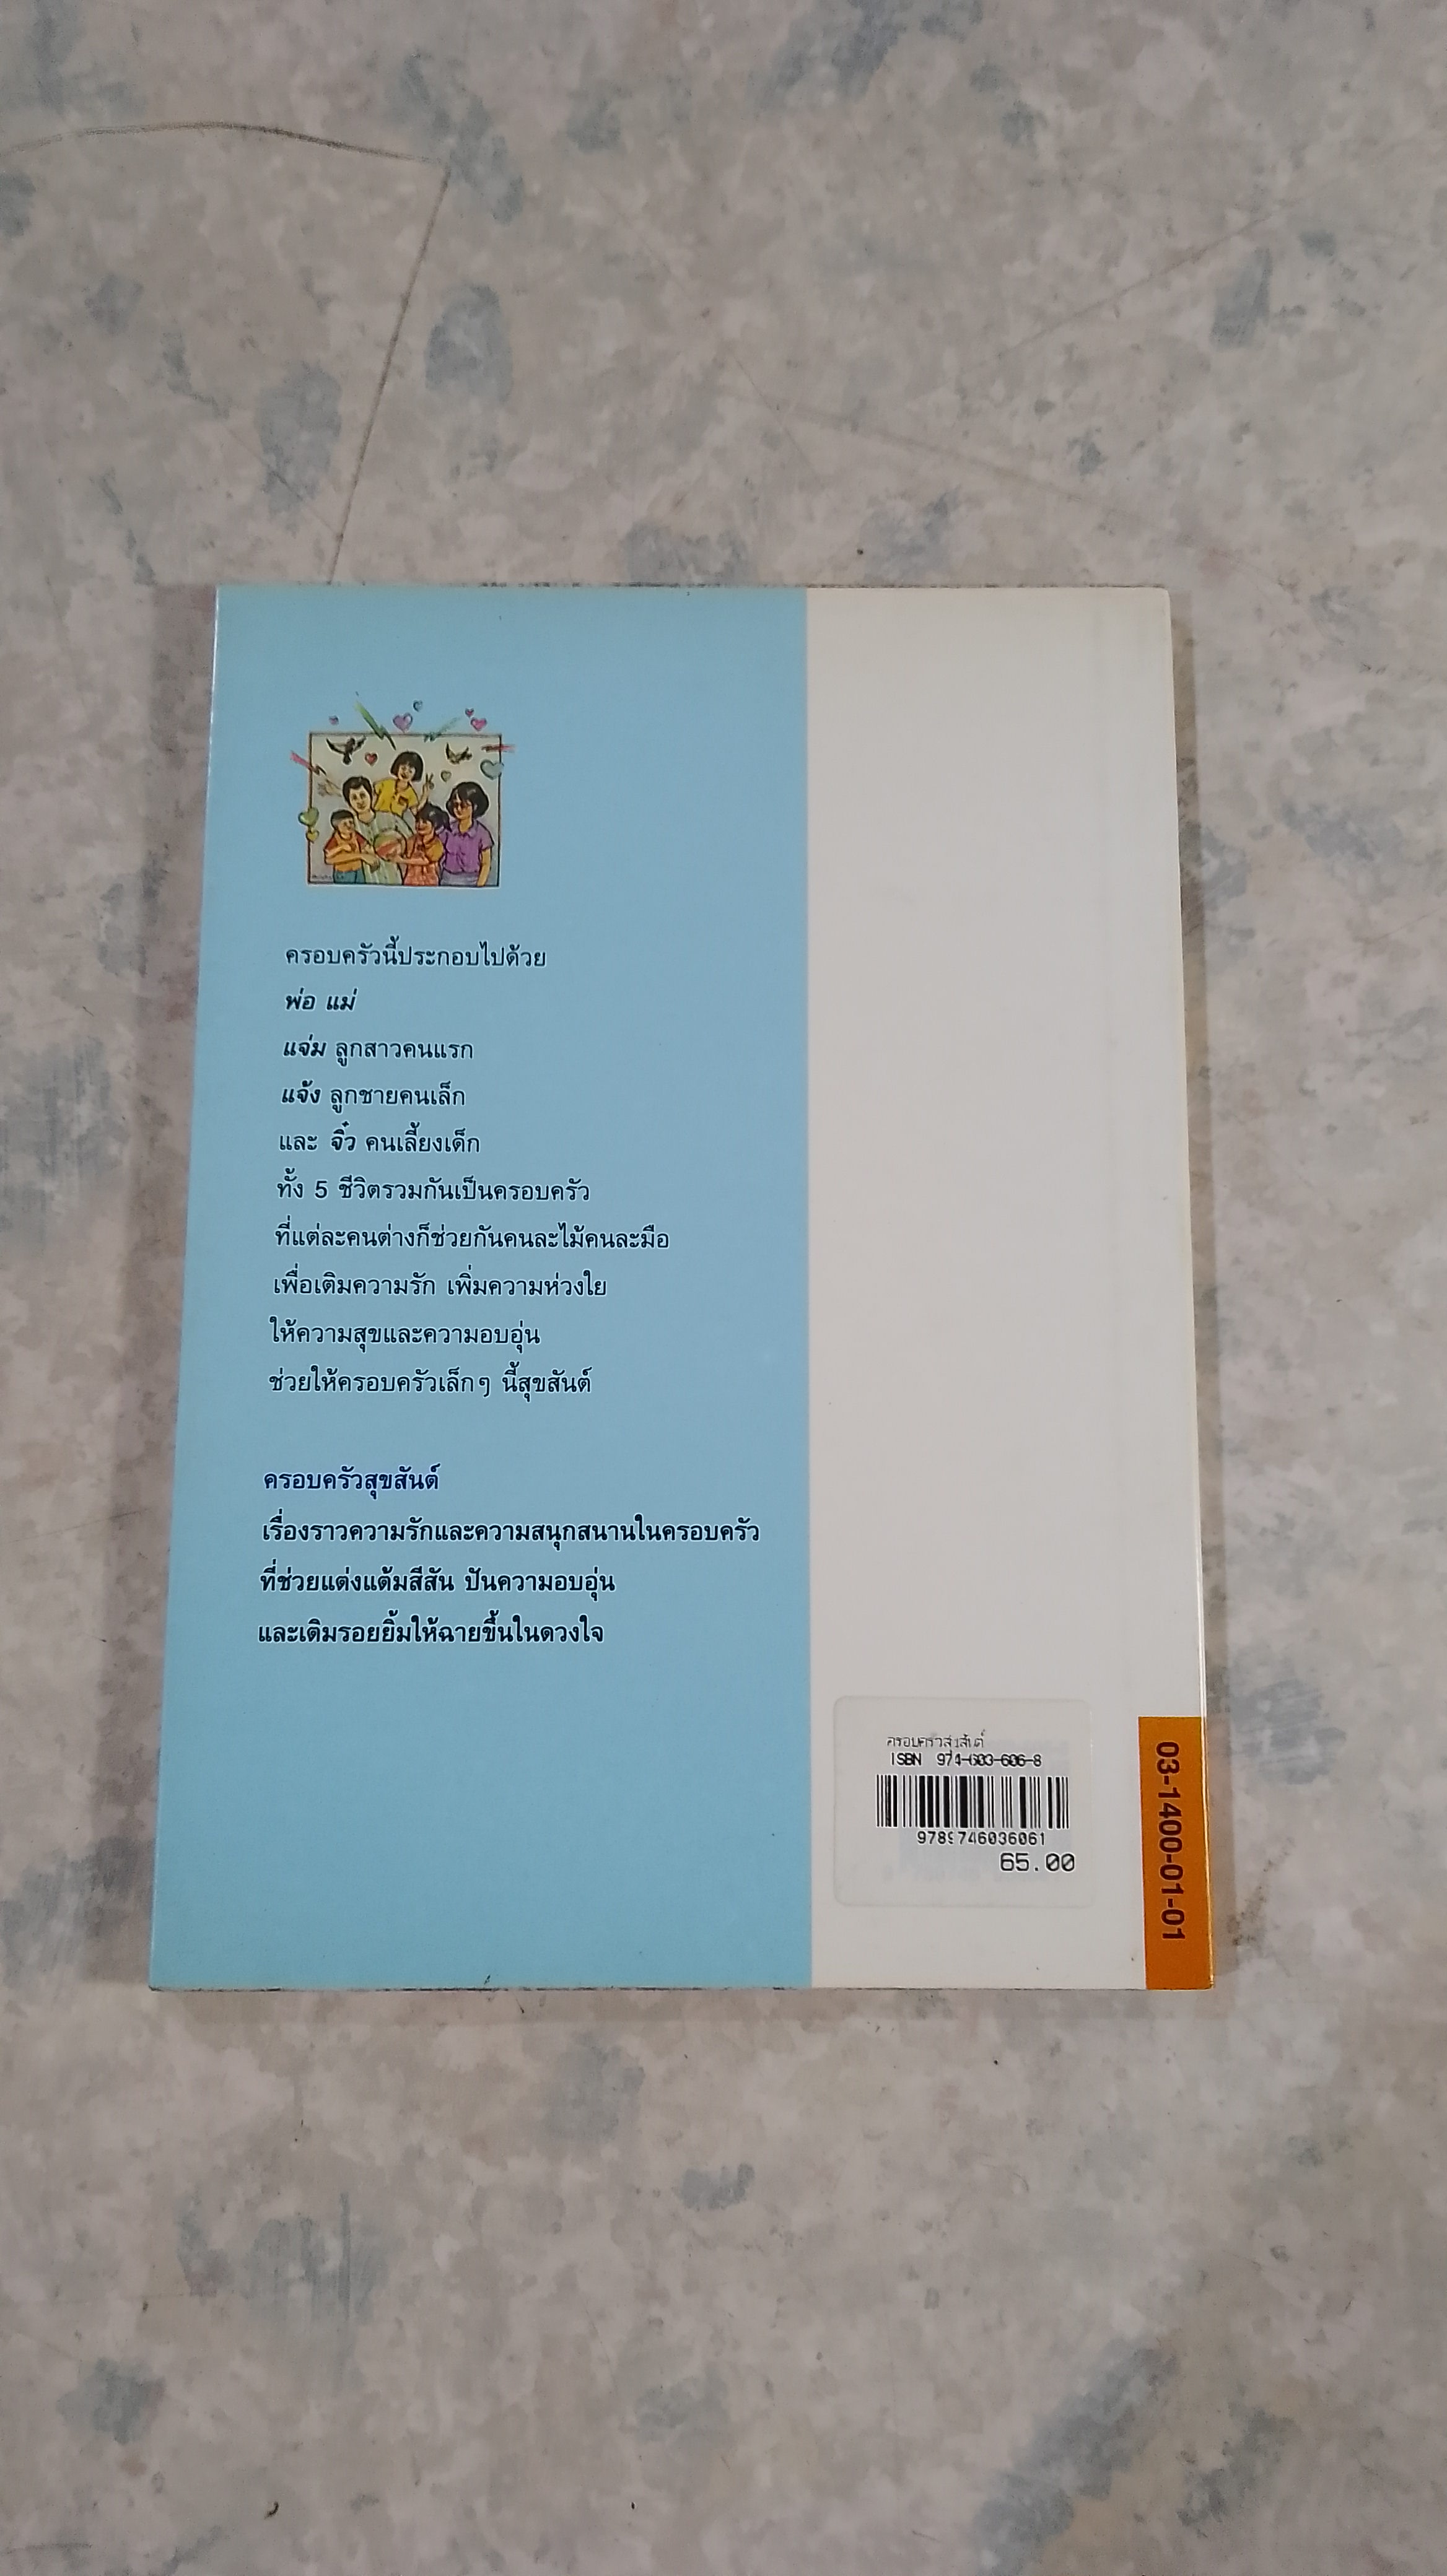 ครอบครัวนี้ประกอบไปด้วย
พ่อ แม่
แจ่ม ลูกสาวคนแรก
แจ้ง ลูกชายคนเล็ก
และ จิ๋ว คนเลี้ยงเด็ก
ทั้ง 5 ชีวิตรวมกันเป็นครอบครัว
ที่แต่ละคนต่างก็ช่วยกันคนละไม้คนละมือ
เพื่อเติมความรัก เพิ่มความห่วงใย
ให้ความสุขและความอบอุ่น
ช่วยให้ครอบครัวเล็กๆ นี้สุขสันต์
ครอบครัวสุขสันต์
เรื่องราวความรักและความสนุกสนานในครอบครัว
ที่ช่วยแต่งแต้มสีสัน ปันความอบอุ่น
และเติมรอยยิ้มให้ฉายขึ้นในดวงใจ
ครอบครัวสุขสันต์
ISBN 974-603-606-8
9789746036061
65.00
03-1400-01-01